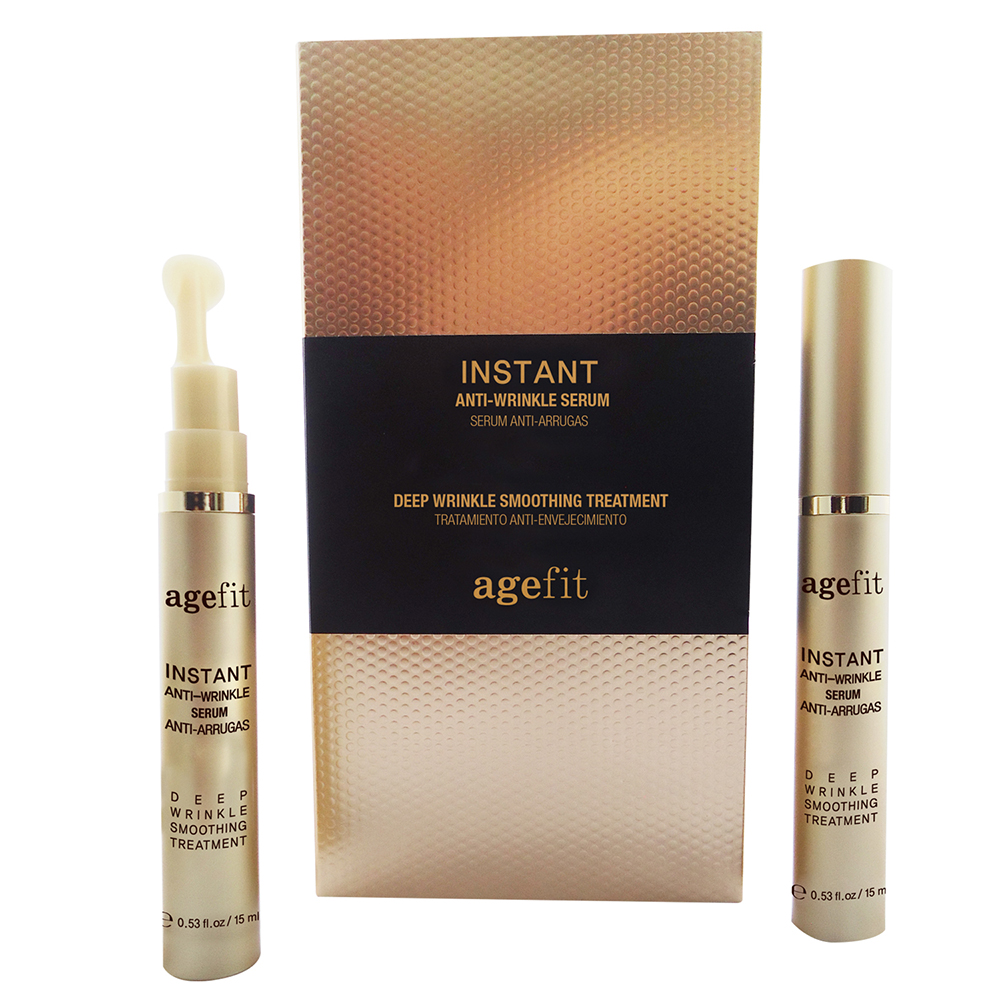 INSTANT
ANTI-WRINKLE SERUM
SERUM ANTI-ARRUGAS
DEEP WRINKLE SMOOTHING TREATMENT
TRATAMIENTO ANTI-ENVEJECIMIENTO
agefit
agefit
INSTANT
ANTI-WRINKLE
SERUM
ANTI-ARRUGAS
DEEP
WRINKLE
SMOOTHING
TREATMENT
℮ 0.53 fl.oz/15 ml
agefit
INSTANT
ANTI-WRINKLE
SERUM
ANTI-ARRUGAS
DEEP
WRINKLE
SMOOTHING
TREATMENT
℮ 0.53 fl.oz/15 m